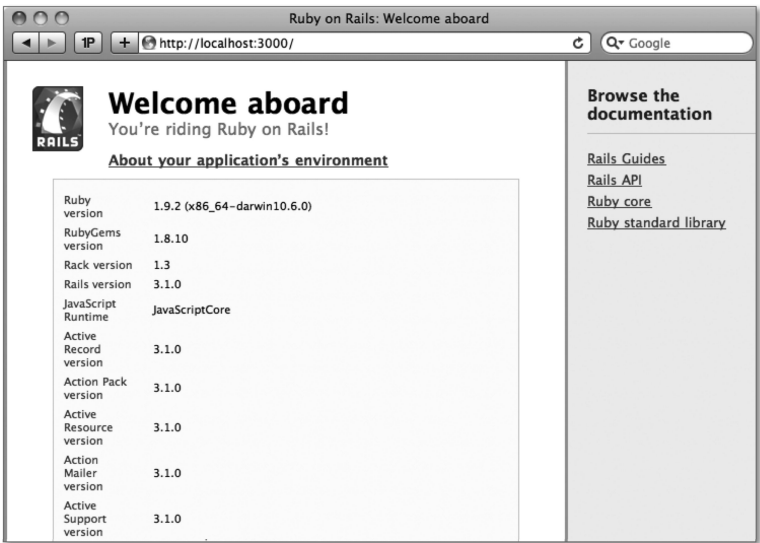 Ruby on Rails: Welcome aboard
1P
+
http://localhost:3000/
Google
RAILS
Welcome aboard
You're riding Ruby on Rails!
About your application's environment
Ruby
version
1.9.2 (x86_64-darwin10.6.0)
RubyGems
version
1.8.10
Rack version 1.3
Rails version 3.1.0
JavaScript
Runtime
JavaScriptCore
Active
Record
version
3.1.0
Action Pack
version
3.1.0
Active
Resource
version
3.1.0
Action
Mailer
version
3.1.0
Active
Support
version
3.1.0
Browse the
documentation
Rails Guides
Rails API
Ruby core
Ruby standard library